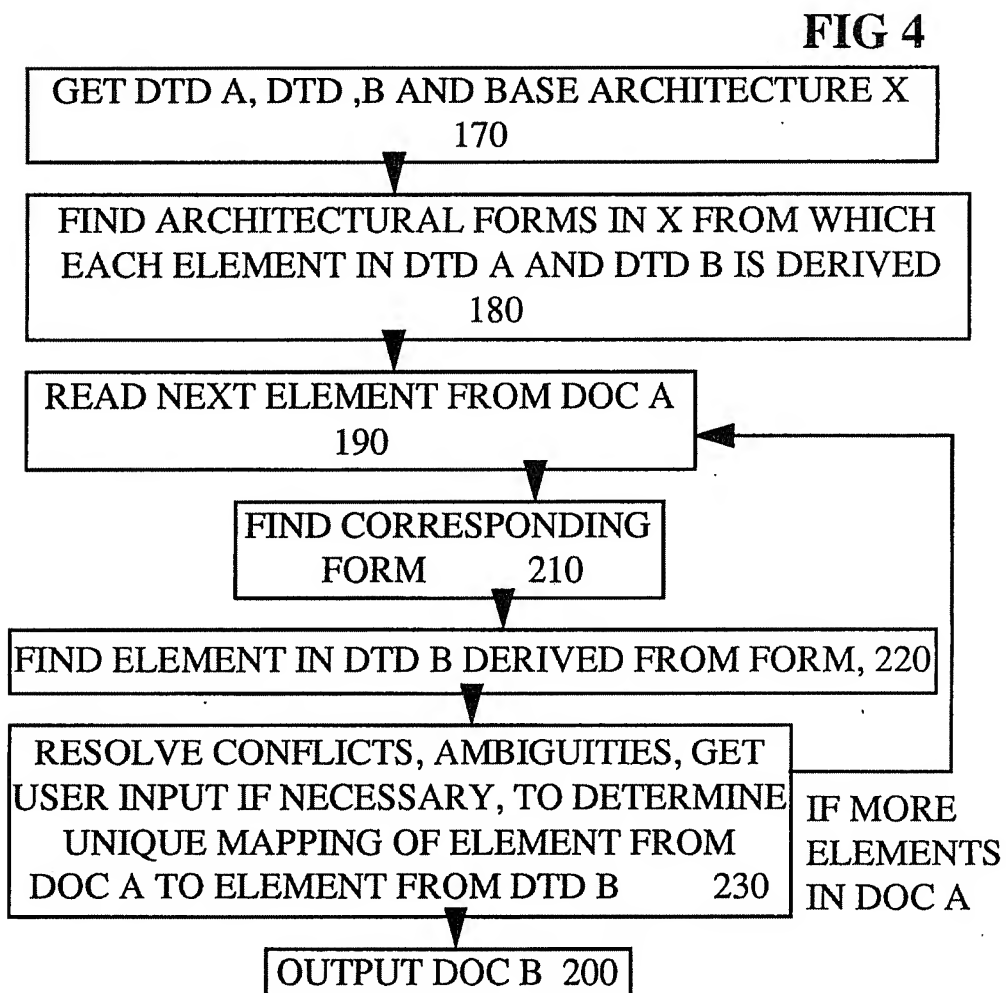 FIG 4
GET DTD A, DTD ,B AND BASE ARCHITECTURE X
170
FIND ARCHITECTURAL FORMS IN X FROM WHICH
EACH ELEMENT IN DTD A AND DTD B IS DERIVED
180
READ NEXT ELEMENT FROM DOC A
190
FIND CORRESPONDING
FORM 210
FIND ELEMENT IN DTD B DERIVED FROM FORM, 220
RESOLVE CONFLICTS, AMBIGUITIES, GET
USER INPUT IF NECESSARY, TO DETERMINE
UNIQUE MAPPING OF ELEMENT FROM
DOC A TO ELEMENT FROM DTD B 230
IF MORE
ELEMENTS
IN DOC A
OUTPUT DOC B 200